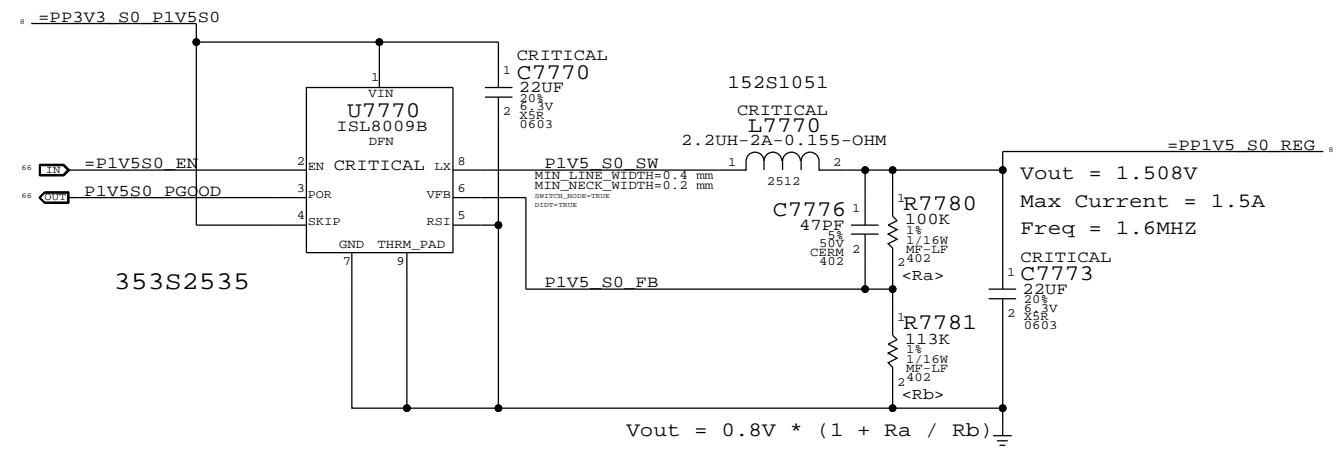 8 =PP3V3_S0_P1V5S0
CRITICAL
1 C7770
22UF
20%
6.3V
2 X5R
0603
1
VIN
U7770
ISL8009B
DFN
CRITICAL
152S1051
CRITICAL
L7770
2.2UH-2A-0.155-OHM
1 2
2512
=PP1V5_S0_REG 8
66 IN =P1V5S0_EN 2 EN
LX 8 P1V5_S0_SW
MIN_LINE_WIDTH=0.4 mm
MIN_NECK_WIDTH=0.2 mm
SWITCH_NODE=TRUE
DIDT=TRUE
66 OUT P1V5S0_PGOOD 3 POR
VFB 6
4 SKIP
RSI 5
GND THRM_PAD
7 9
353S2535
Vout = 1.508V
Max Current = 1.5A
Freq = 1.6MHZ
C7776 1
47PF
5%
50V 2
CERM
402
1 R7780
100K
1%
1/16W
MF-LF
2 402
<Ra>
CRITICAL
1 C7773
22UF
20%
6.3V
2 X5R
0603
P1V5_S0_FB
1 R7781
113K
1%
1/16W
MF-LF
2 402
<Rb>
Vout = 0.8V * (1 + Ra / Rb)